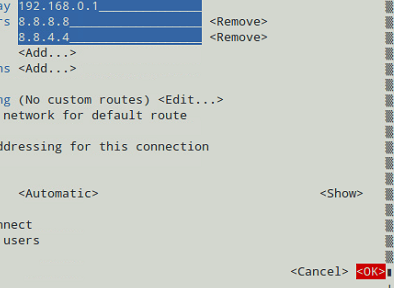 ay 192.168.0.1
rs 8.8.8.8 <Remove>
8.8.4.4 <Remove>
<Add...>
ns <Add...>
ng (No custom routes) <Edit...>
network for default route
ddressing for this connection
<Automatic> <Show>
nnect
users
<Cancel> <OK>